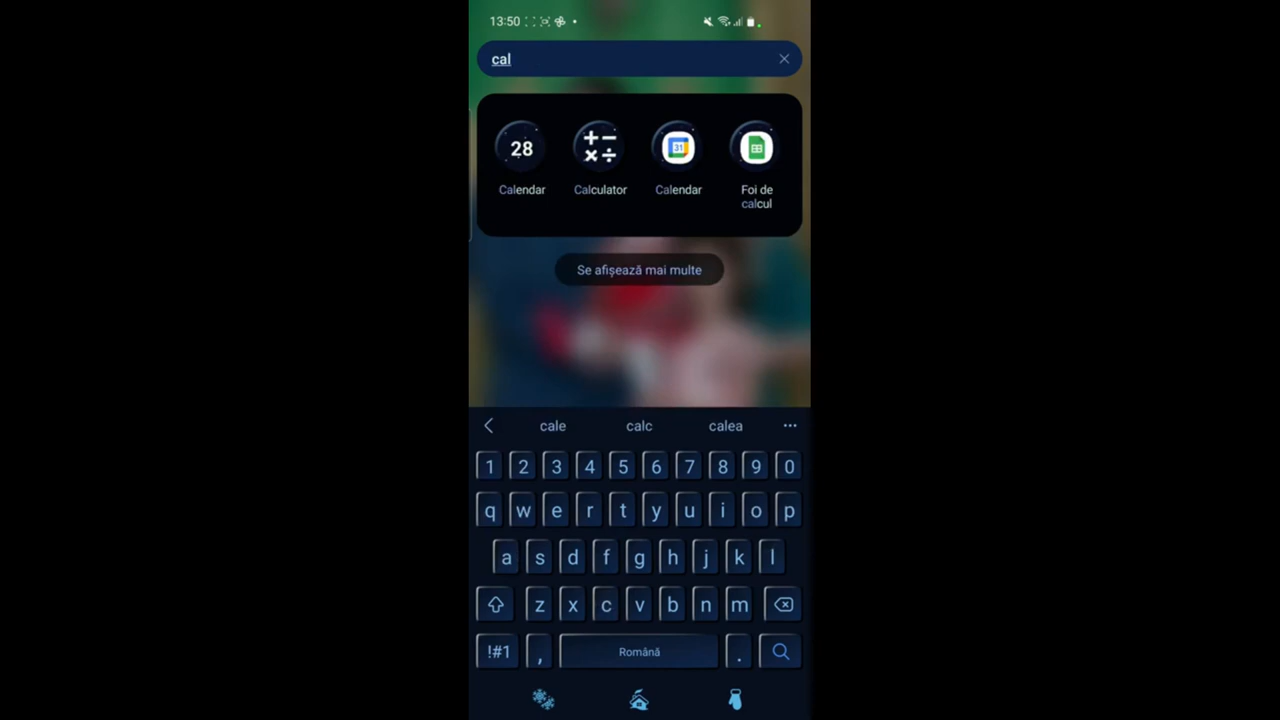 13:50
cal
28
31
Calendar
Calculator
Calendar
Foi de
calcul
Se afișează mai multe
cale calc calea
1 2 3 4 5 6 7 8 9 0
q w e r t y u i o p
a s d f g h j k l
z x c v b n m
!#1 , Română .